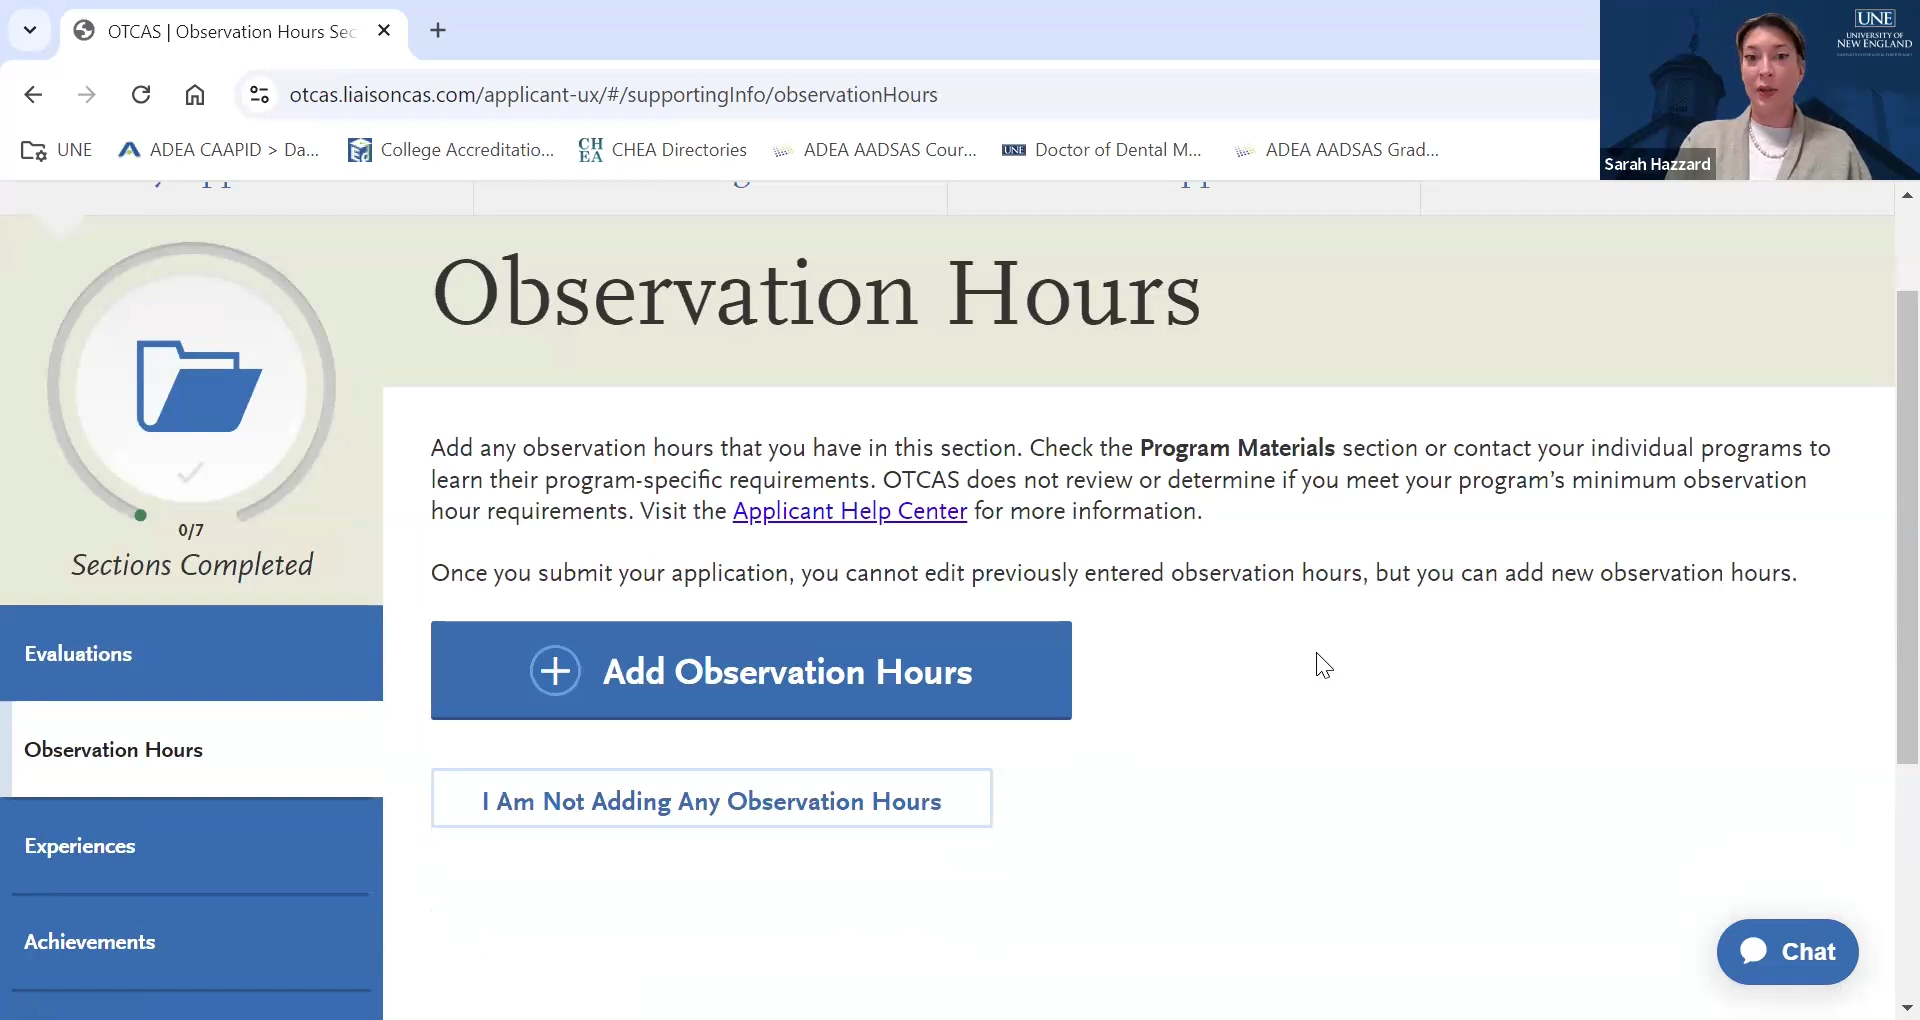 OTCAS | Observation Hours Sec
otcas.liaisoncas.com/applicant-ux/#/supportingInfo/observationHours
UNE
ADEA CAAPID > Da...
College Accreditatio...
CH
EA
CHEA Directories
ADEA AADSAS Cour...
UNE
Doctor of Dental M...
ADEA AADSAS Grad...
UNE
UNIVERSITY OF
NEW ENGLAND
Sarah Hazzard
Observation Hours
0/7
Sections Completed
Evaluations
Observation Hours
Experiences
Achievements
Add any observation hours that you have in this section. Check the Program Materials section or contact your individual programs to
learn their program-specific requirements. OTCAS does not review or determine if you meet your program's minimum observation
hour requirements. Visit the Applicant Help Center for more information.
Once you submit your application, you cannot edit previously entered observation hours, but you can add new observation hours.
Add Observation Hours
I Am Not Adding Any Observation Hours
Chat